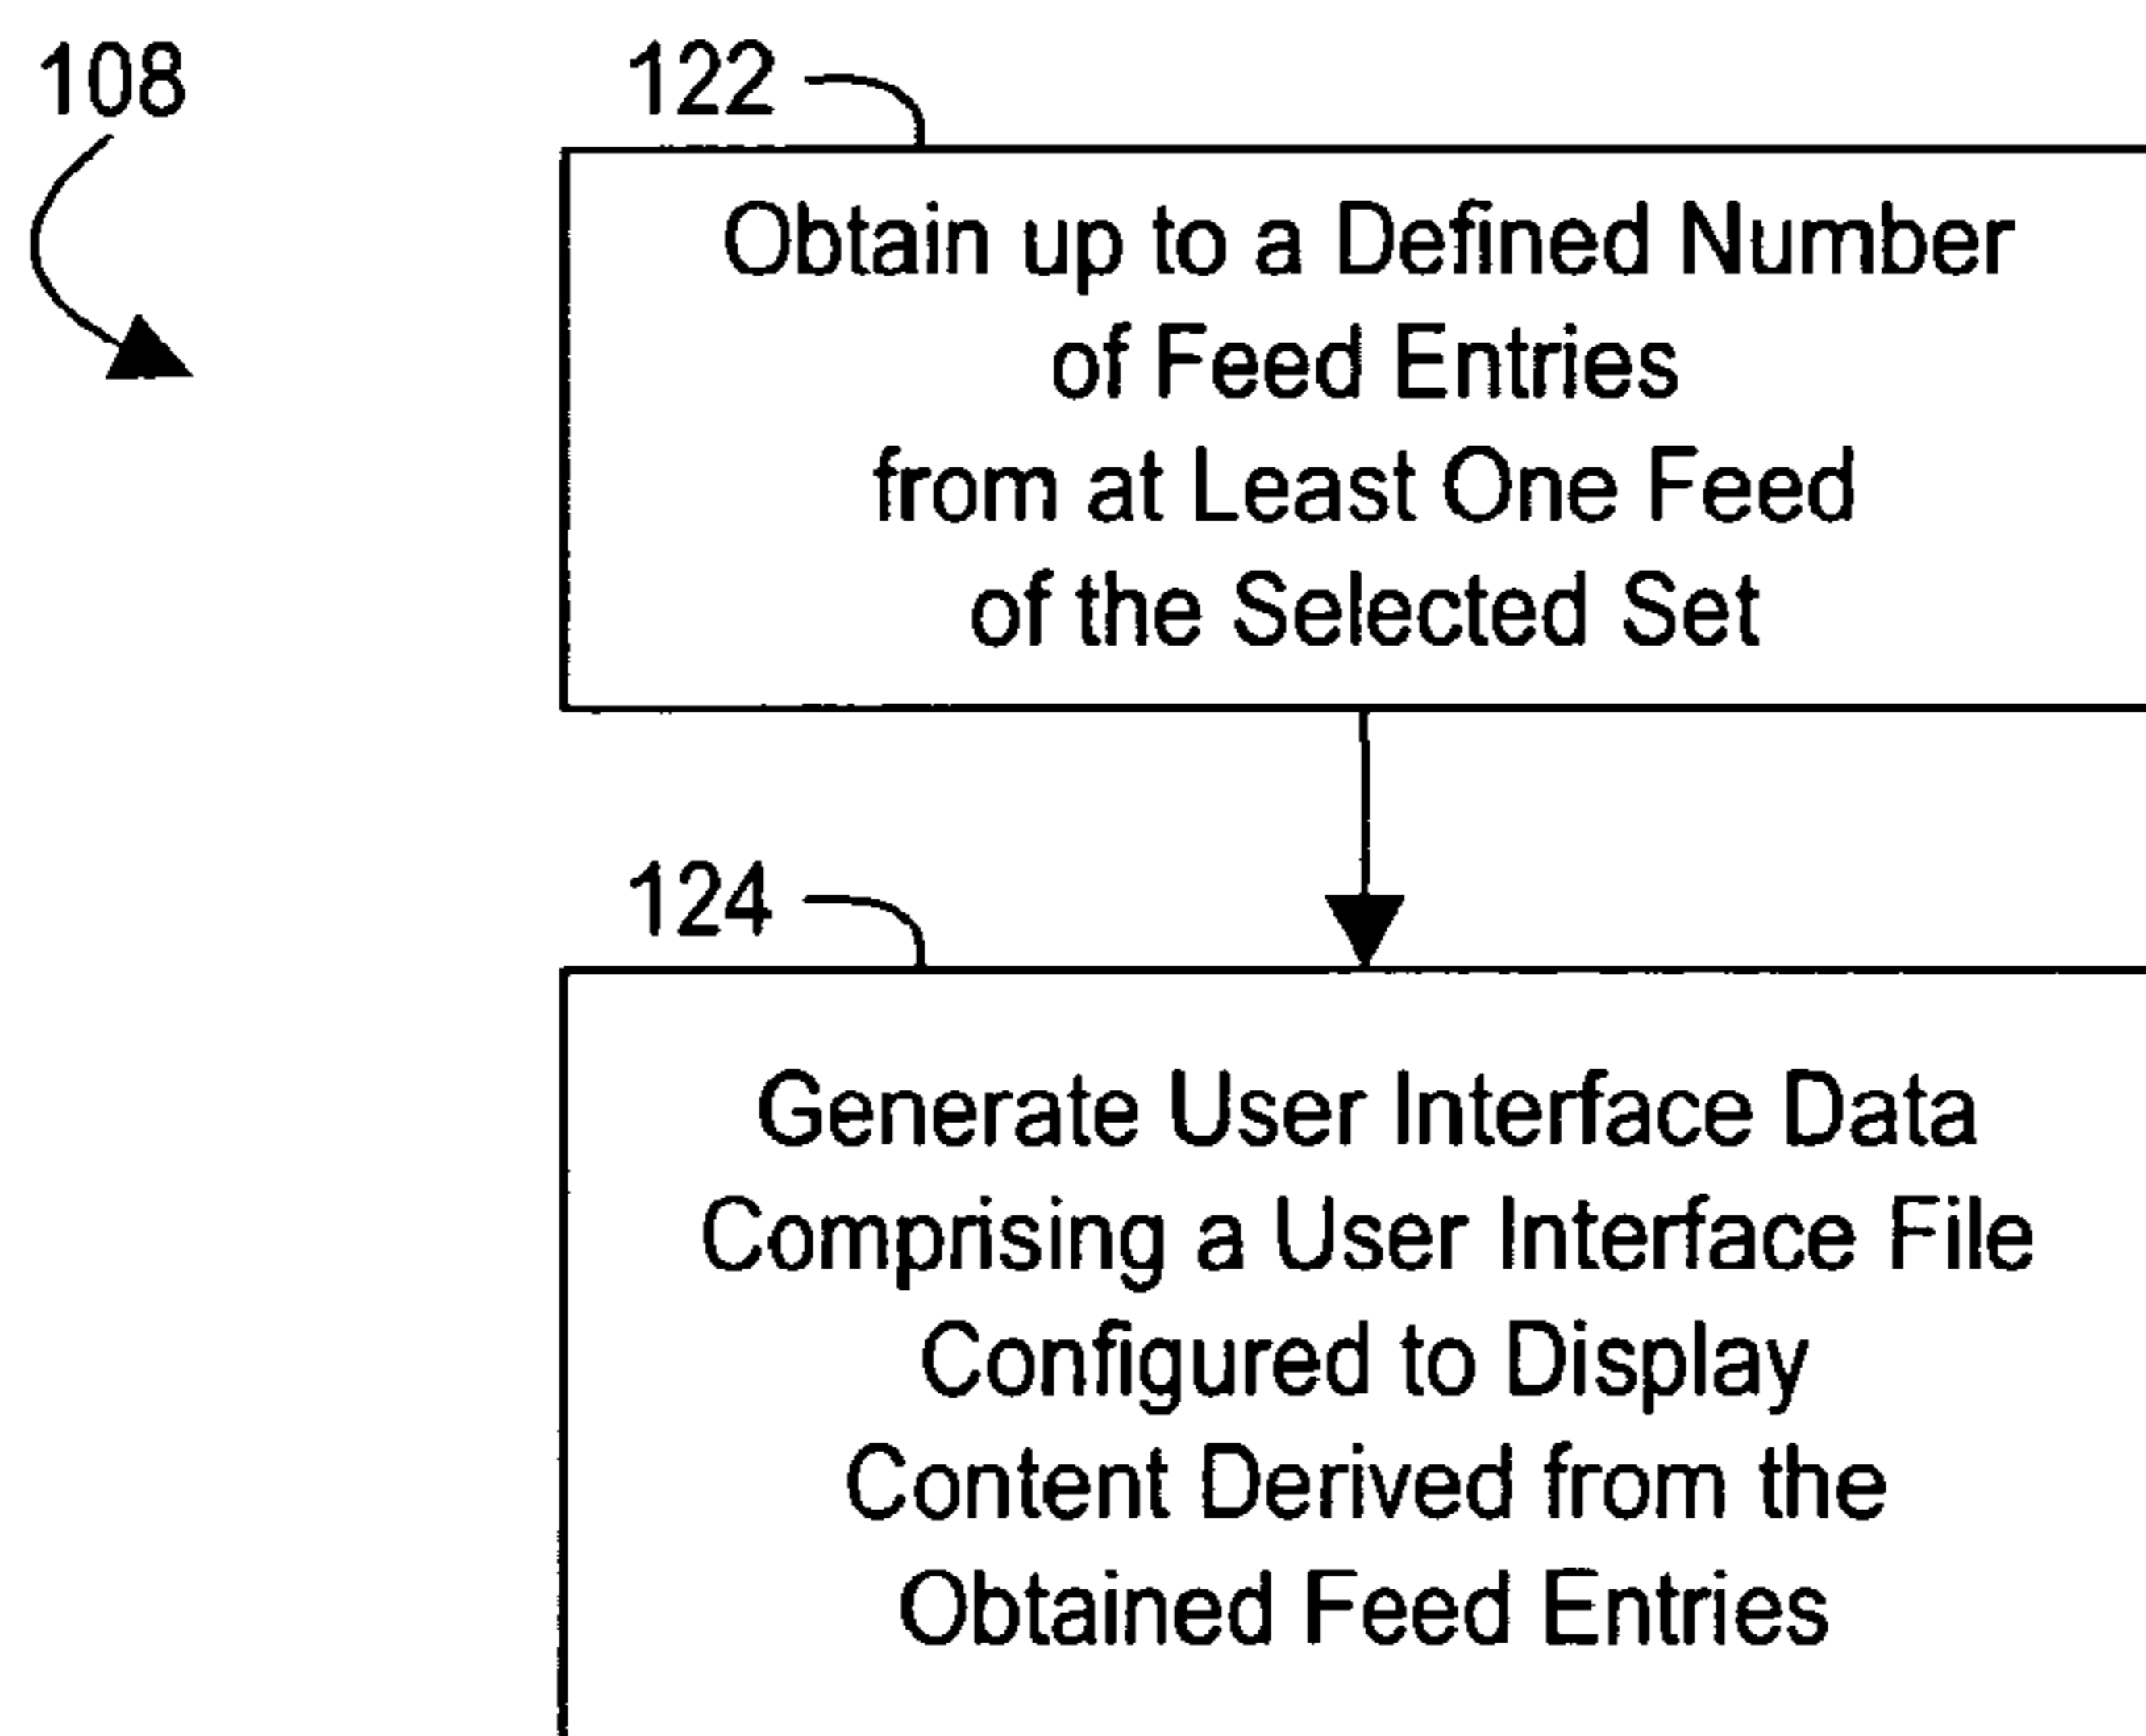 108
122
Obtain up to a Defined Number
of Feed Entries
from at Least One Feed
of the Selected Set
124
Generate User Interface Data
Comprising a User Interface File
Configured to Display
Content Derived from the
Obtained Feed Entries